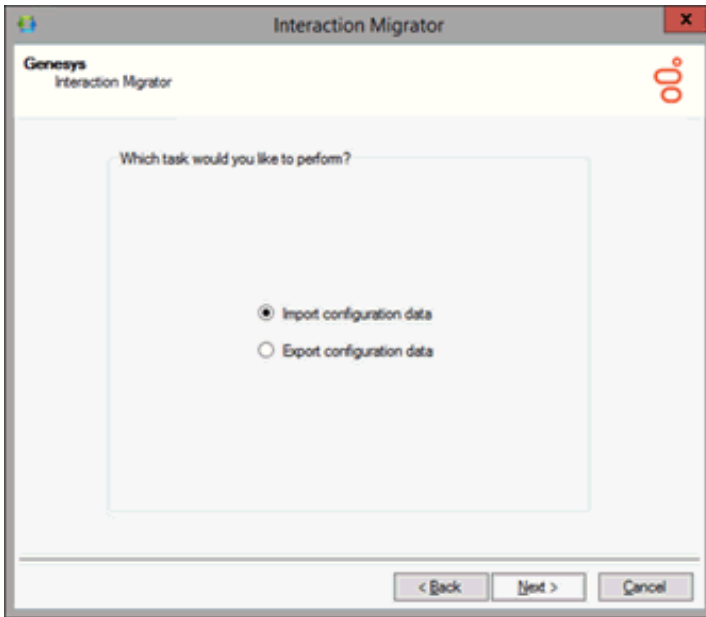 Interaction Migrator
Genesys
Interaction Migrator
Which task would you like to perform?
Import configuration data
Export configuration data
< Back
Next >
Cancel